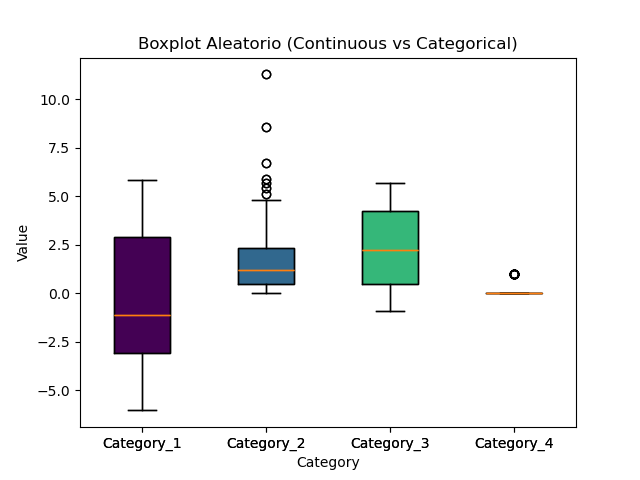 Boxplot Aleatorio (Continuous vs Categorical)
10.0
7.5
5.0
2.5
0.0
−2.5
−5.0
Value
Category_1 Category_2 Category_3 Category_4
Category